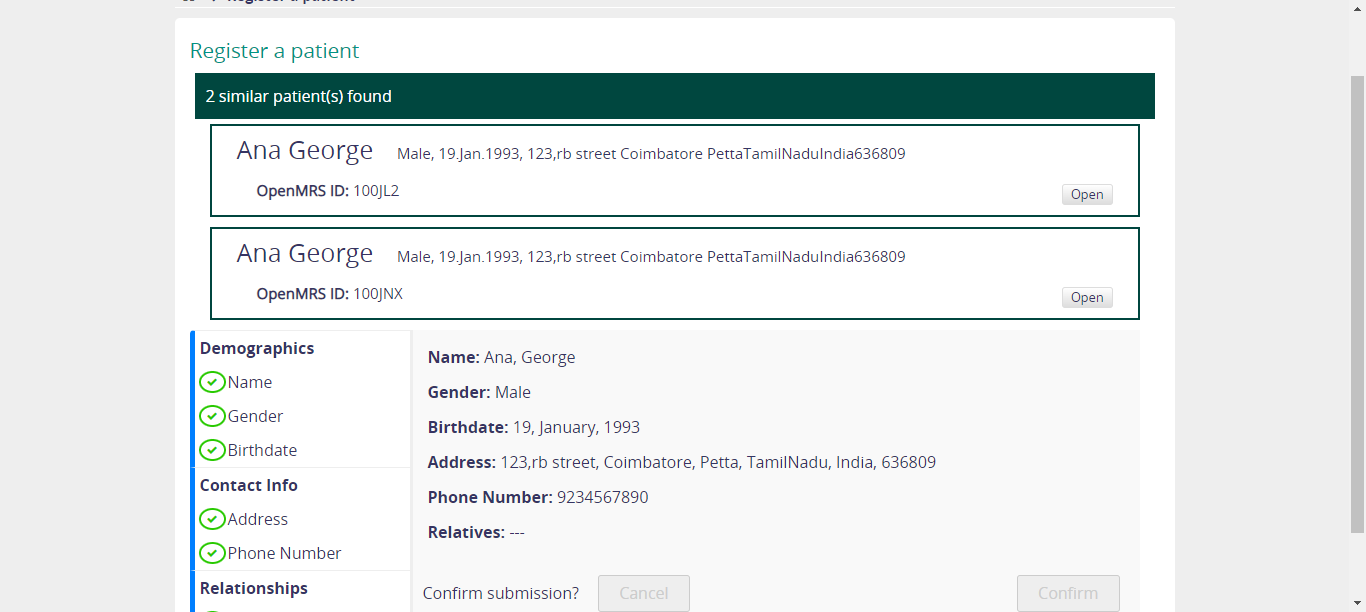 Register a patient
Register a patient
2 similar patient(s) found
Ana George Male, 19.Jan.1993, 123,rb street Coimbatore PettaTamilNaduIndia636809
OpenMRS ID: 100JL2
Open
Ana George Male, 19.Jan.1993, 123,rb street Coimbatore PettaTamilNaduIndia636809
OpenMRS ID: 100JNX
Open
Demographics
Name
Gender
Birthdate
Contact Info
Address
Phone Number
Relationships
Name: Ana, George
Gender: Male
Birthdate: 19, January, 1993
Address: 123,rb street, Coimbatore, Petta, TamilNadu, India, 636809
Phone Number: 9234567890
Relatives: ---
Confirm submission? Cancel Confirm